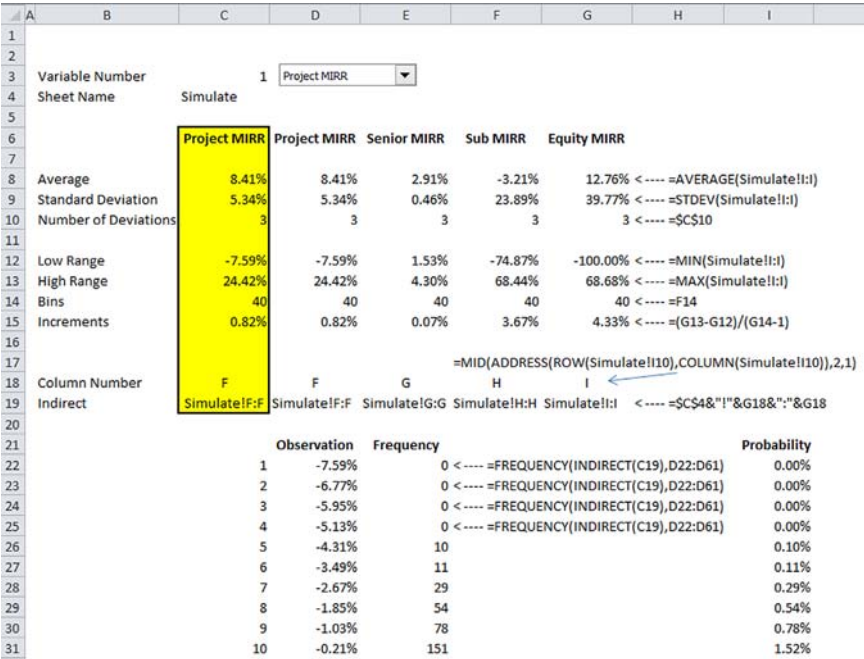 A B C D E F G H I
1
2
3 Variable Number 1 Project MIRR
4 Sheet Name Simulate
5
6 Project MIRR Project MIRR Senior MIRR Sub MIRR Equity MIRR
7
8 Average 8.41% 8.41% 2.91% -3.21% 12.76% <---- =AVERAGE(Simulate!I:I)
9 Standard Deviation 5.34% 5.34% 0.46% 23.89% 39.77% <---- =STDEV(Simulate!I:I)
10 Number of Deviations 3 3 3 3 3 <---- =$C$10
11
12 Low Range -7.59% -7.59% 1.53% -74.87% -100.00% <---- =MIN(Simulate!I:I)
13 High Range 24.42% 24.42% 4.30% 68.44% 68.68% <---- =MAX(Simulate!I:I)
14 Bins 40 40 40 40 40 <---- =F14
15 Increments 0.82% 0.82% 0.07% 3.67% 4.33% <---- =(G13-G12)/(G14-1)
16
17 =MID(ADDRESS(ROW(Simulate!I10),COLUMN(Simulate!I10)),2,1)
18 Column Number F F G H I
19 Indirect Simulate!F:F Simulate!F:F Simulate!G:G Simulate!H:H Simulate!I:I <---- =$C$4&"!"&G18&":"&G18
20
21 Observation Frequency Probability
22 1 -7.59% 0 <---- =FREQUENCY(INDIRECT(C19),D22:D61) 0.00%
23 2 -6.77% 0 <---- =FREQUENCY(INDIRECT(C19),D22:D61) 0.00%
24 3 -5.95% 0 <---- =FREQUENCY(INDIRECT(C19),D22:D61) 0.00%
25 4 -5.13% 0 <---- =FREQUENCY(INDIRECT(C19),D22:D61) 0.00%
26 5 -4.31% 10 0.10%
27 6 -3.49% 11 0.11%
28 7 -2.67% 29 0.29%
29 8 -1.85% 54 0.54%
30 9 -1.03% 78 0.78%
31 10 -0.21% 151 1.52%